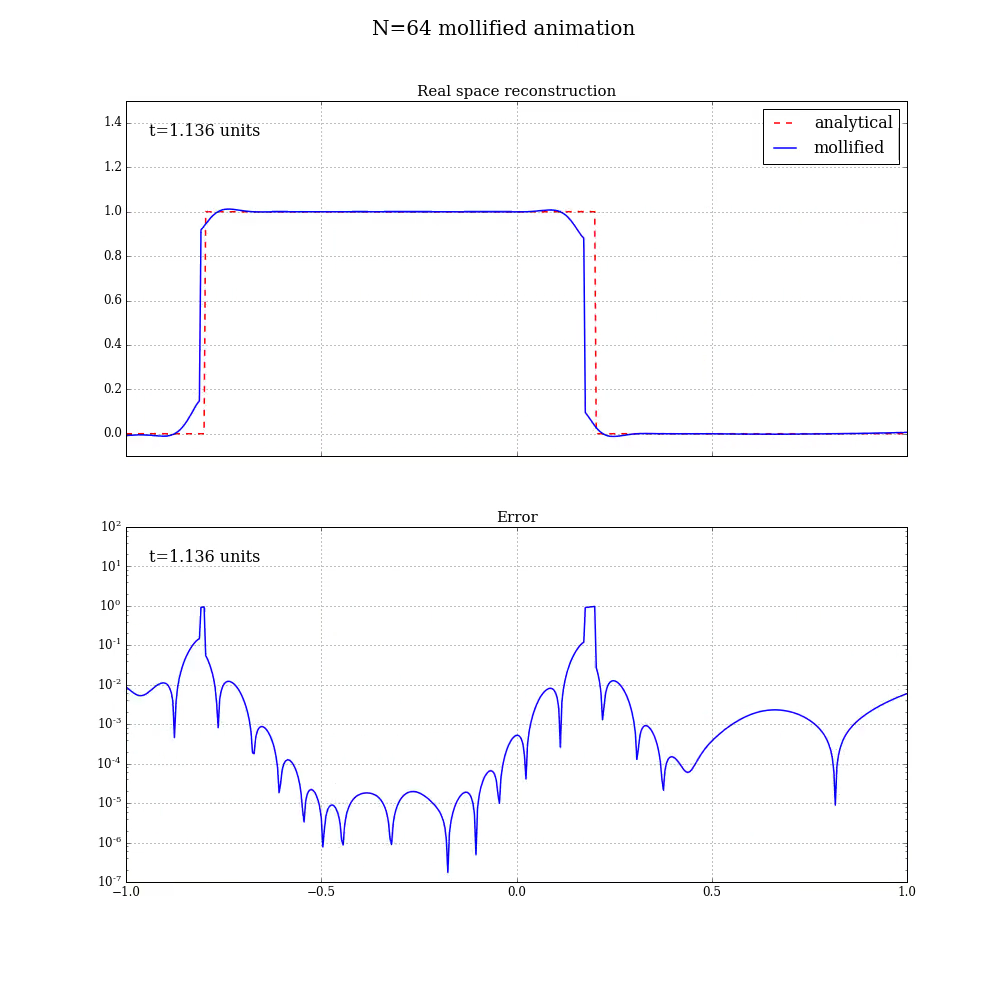 N=64 mollified animation
Real space reconstruction
t=1.136 units
analytical
mollified
1.4
1.2
1.0
0.8
0.6
0.4
0.2
0.0
Error
t=1.136 units
10²
10¹
10⁰
10⁻¹
10⁻²
10⁻³
10⁻⁴
10⁻⁵
10⁻⁶
10⁻⁷
−1.0 −0.5 0.0 0.5 1.0